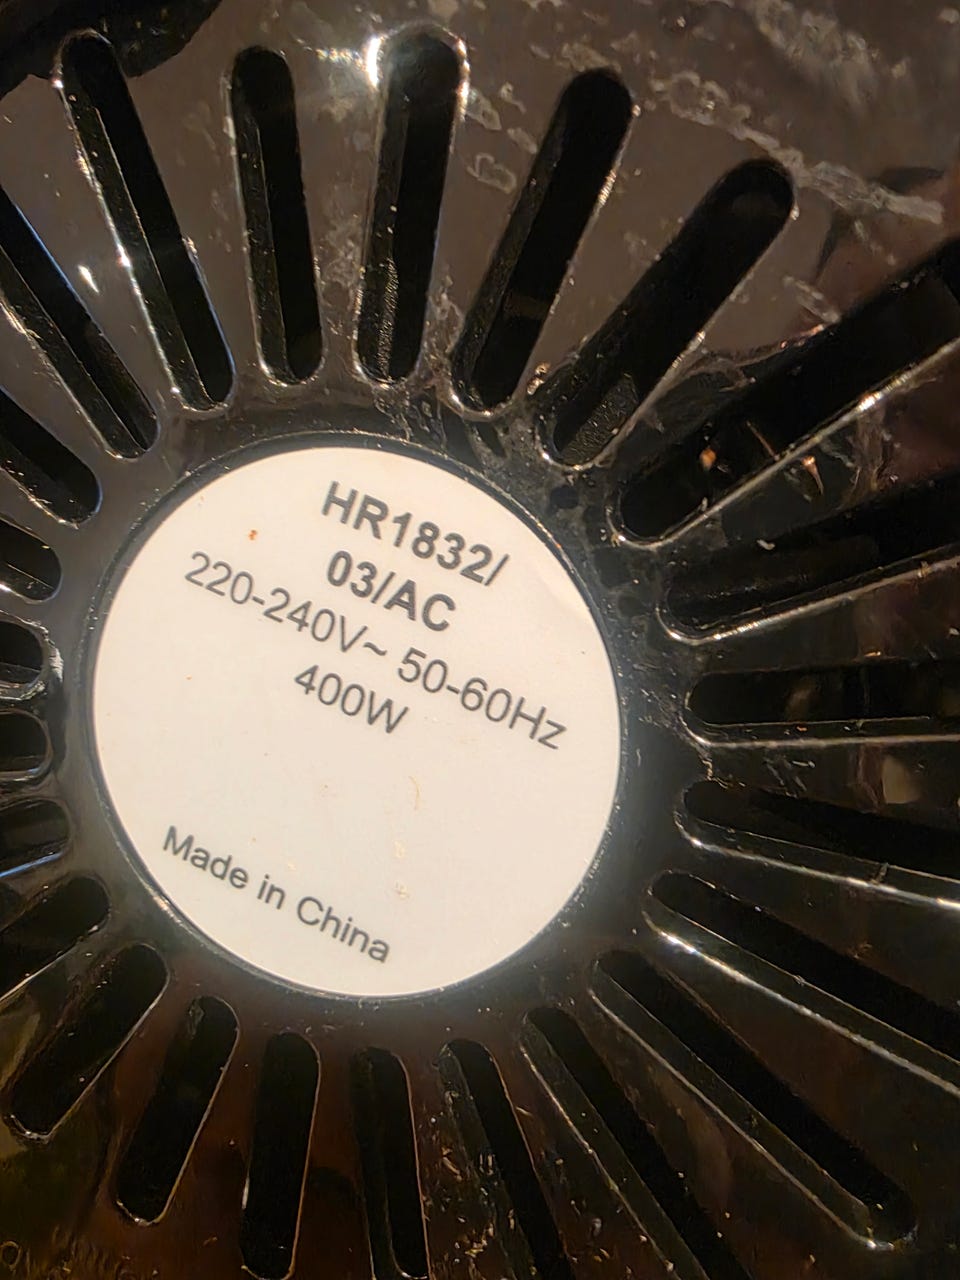 HR1832/
03/AC
220-240V~ 50-60Hz
400W
Made in China